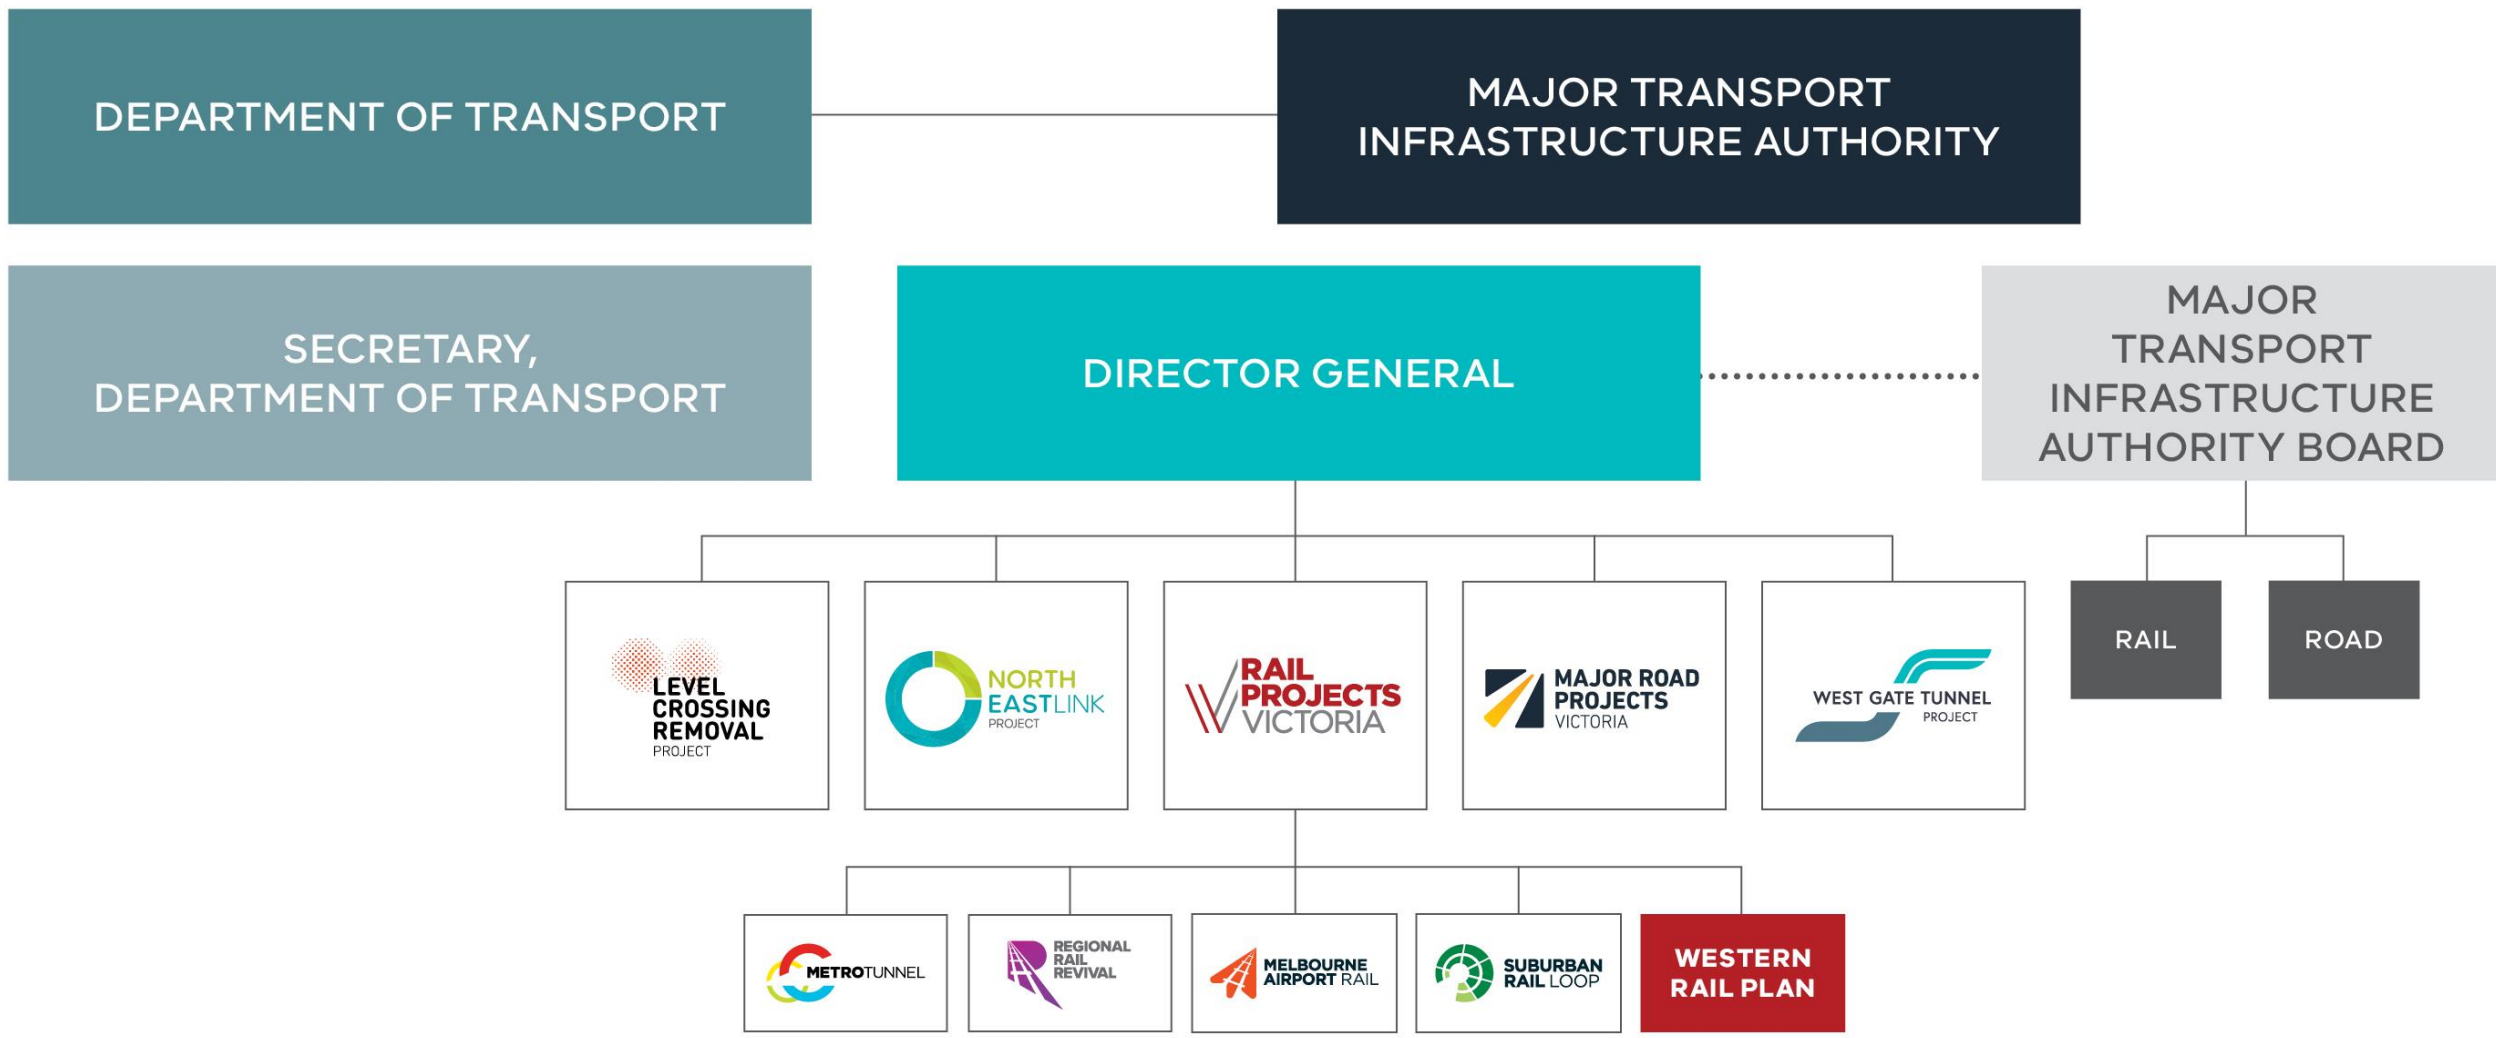 DEPARTMENT OF TRANSPORT
MAJOR TRANSPORT
INFRASTRUCTURE AUTHORITY
SECRETARY,
DEPARTMENT OF TRANSPORT
DIRECTOR GENERAL
MAJOR
TRANSPORT
INFRASTRUCTURE
AUTHORITY BOARD
LEVEL
CROSSING
REMOVAL
PROJECT
NORTH
EASTLINK
PROJECT
RAIL
PROJECTS
VICTORIA
MAJOR ROAD
PROJECTS
VICTORIA
WEST GATE TUNNEL
PROJECT
RAIL
ROAD
METROTUNNEL
REGIONAL
RAIL
REVIVAL
MELBOURNE
AIRPORT RAIL
SUBURBAN
RAIL LOOP
WESTERN
RAIL PLAN